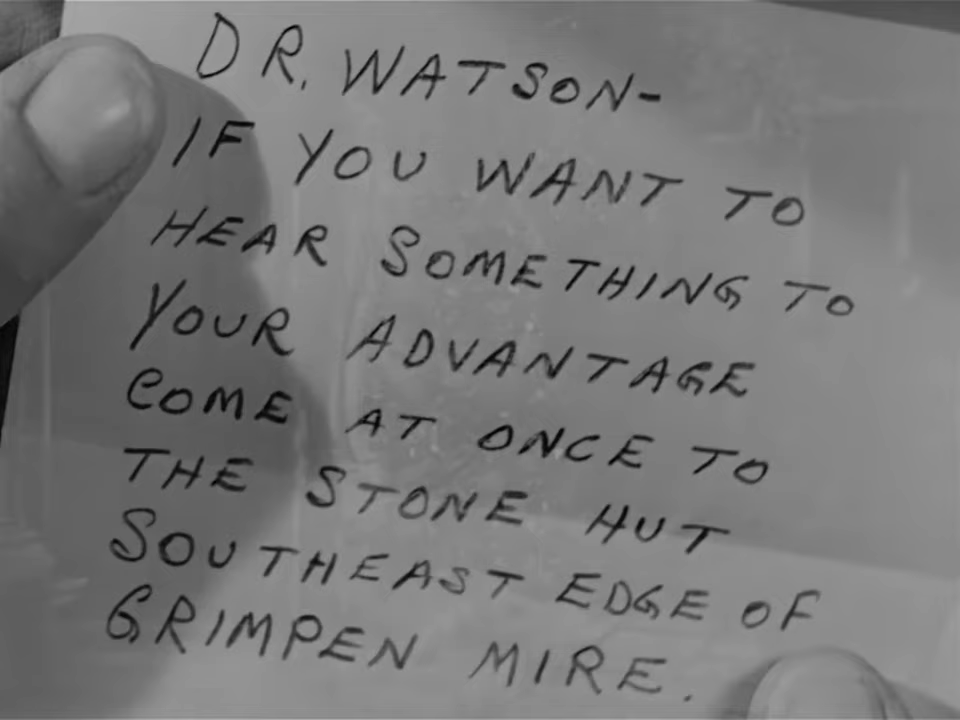 DR. WATSON-
IF YOU WANT TO
HEAR SOMETHING TO
YOUR ADVANTAGE
COME AT ONCE TO
THE STONE HUT
SOUTHEAST EDGE OF
GRIMPEN MIRE.